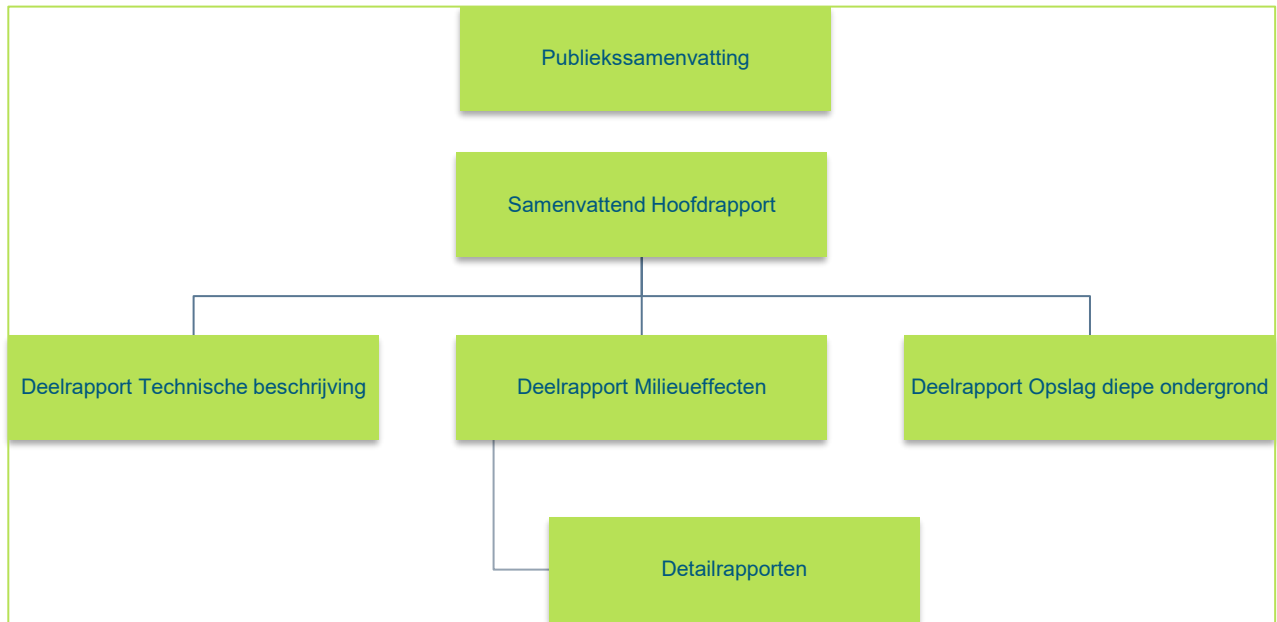 Publiekssamenvatting
Samenvattend Hoofdrapport
Deelrapport Technische beschrijving
Deelrapport Milieueffecten
Deelrapport Opslag diepe ondergrond
Detailrapporten